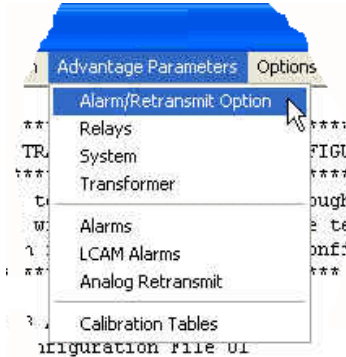 Advantage Parameters Options
Alarm/Retransmit Option
Relays
System
Transformer
Alarms
LCAM Alarms
Analog Retransmit
Calibration Tables